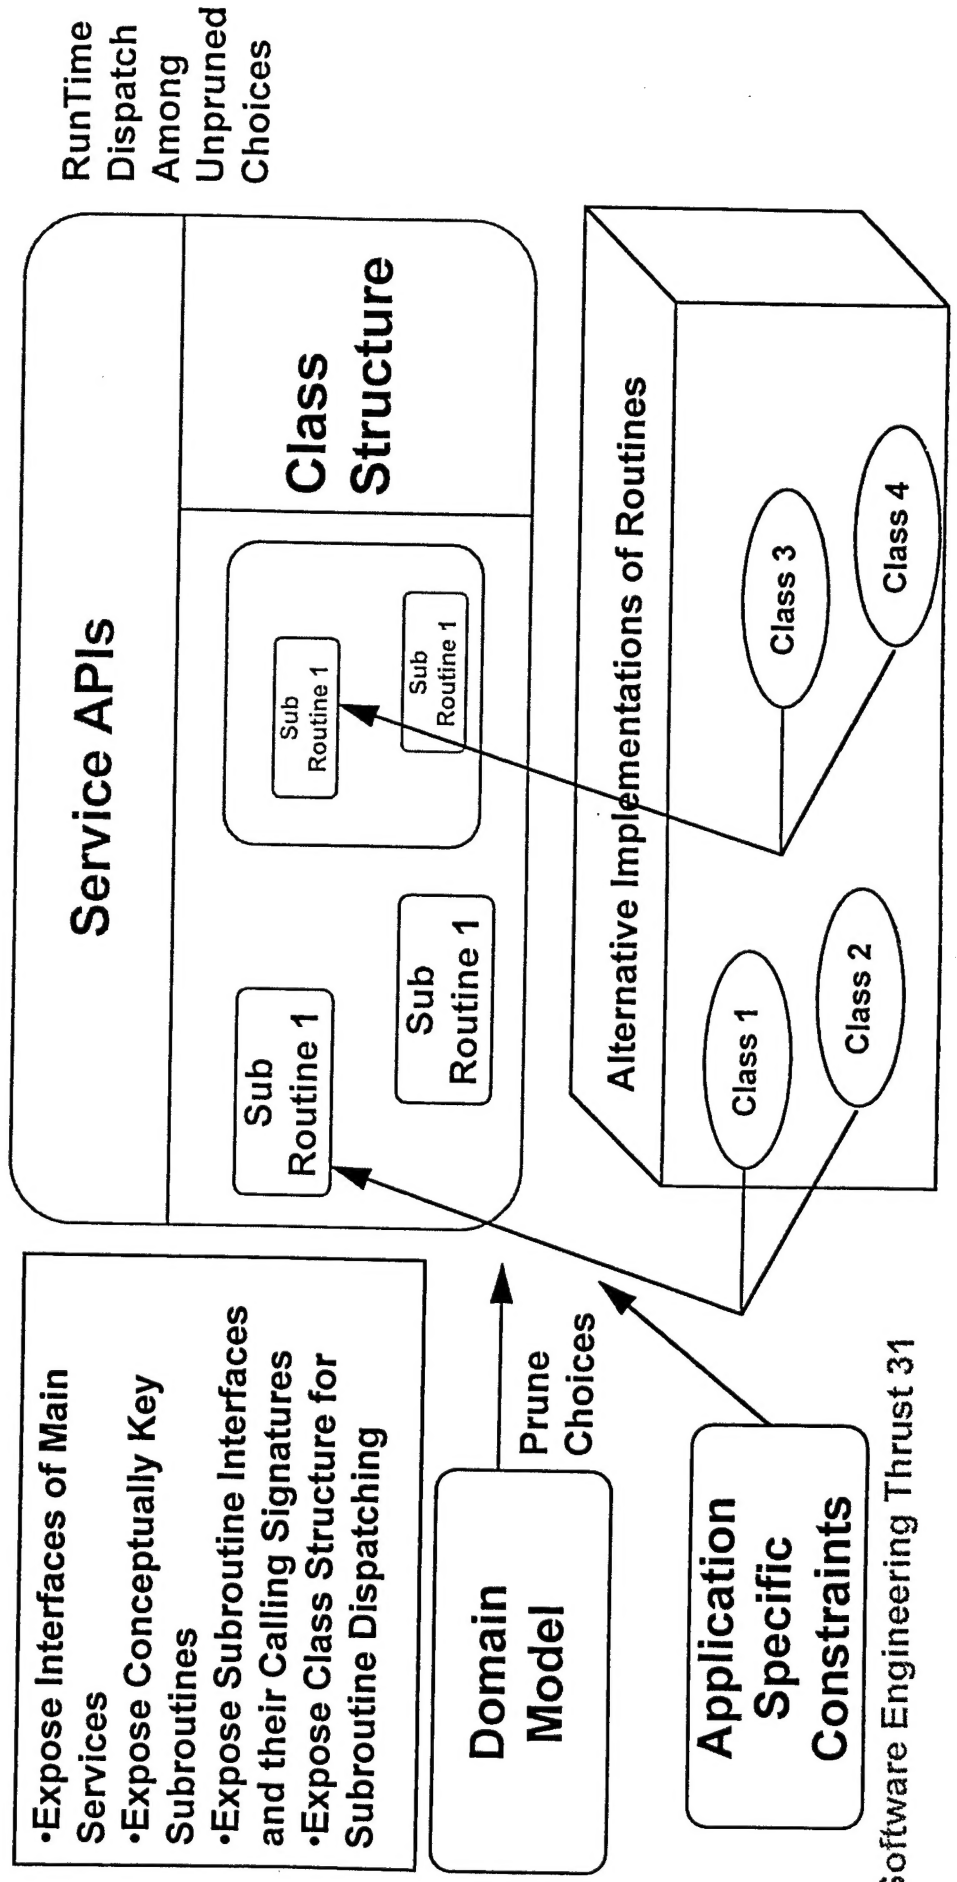 •Expose Interfaces of Main
Services
•Expose Conceptually Key
Subroutines
•Expose Subroutine Interfaces
and their Calling Signatures
•Expose Class Structure for
Subroutine Dispatching
Service APIs
RunTime
Dispatch
Among
Unpruned
Choices
Sub
Routine 1
Sub
Routine 1
Sub
Routine 1
Sub
Routine 1
Class
Structure
Domain
Model
Prune
Choices
Alternative Implementations of Routines
Class 1
Class 2
Class 3
Class 4
Application
Specific
Constraints
Software Engineering Thrust 31